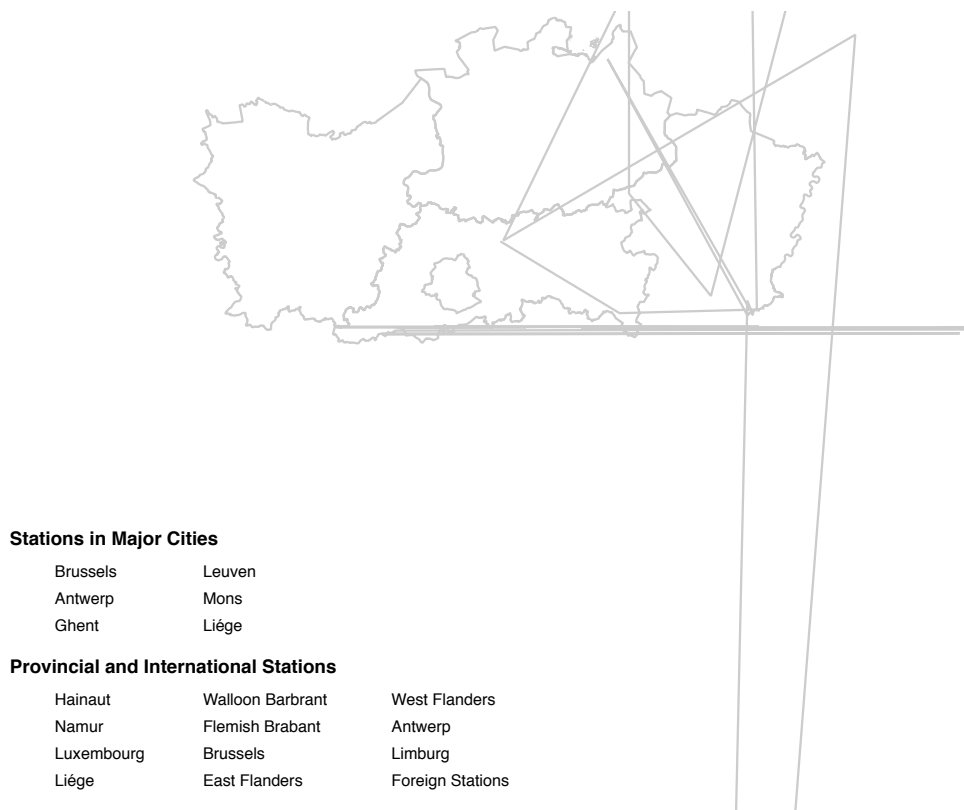 Stations in Major Cities
Brussels Leuven
Antwerp Mons
Ghent Liége
Provincial and International Stations
Hainaut Walloon Barbrant West Flanders
Namur Flemish Brabant Antwerp
Luxembourg Brussels Limburg
Liége East Flanders Foreign Stations